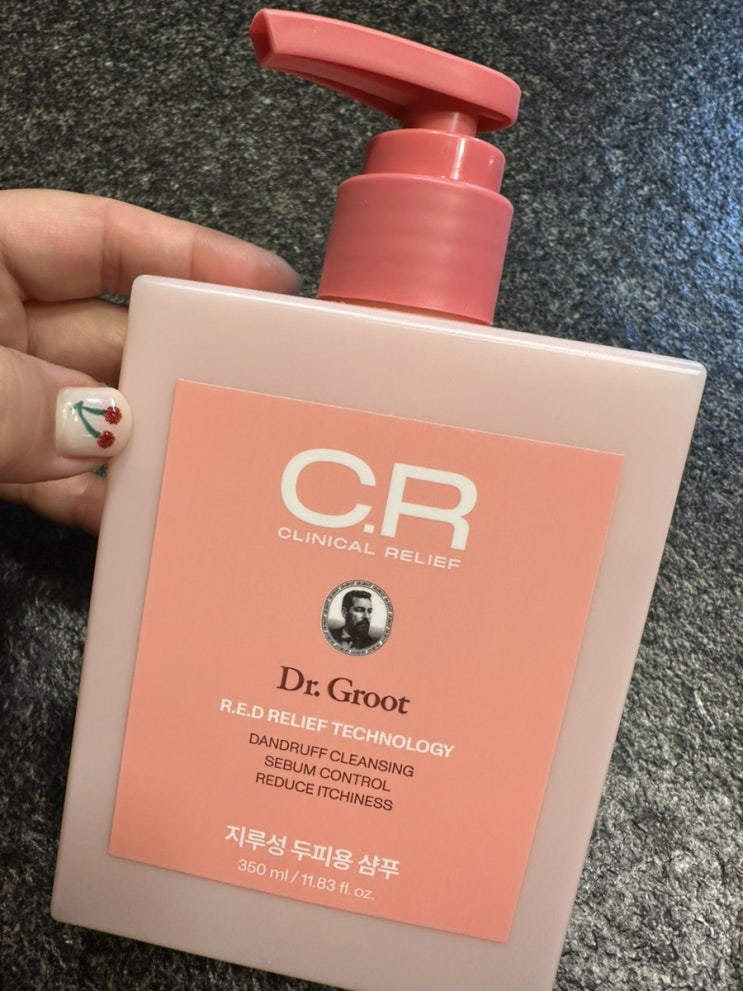 C.R
CLINICAL RELIEF
Dr. Groot
R.E.D RELIEF TECHNOLOGY
DANDRUFF CLEANSING
SEBUM CONTROL
REDUCE ITCHINESS
지루성 두피용 샴푸
350 ml / 11.83 fl. oz.